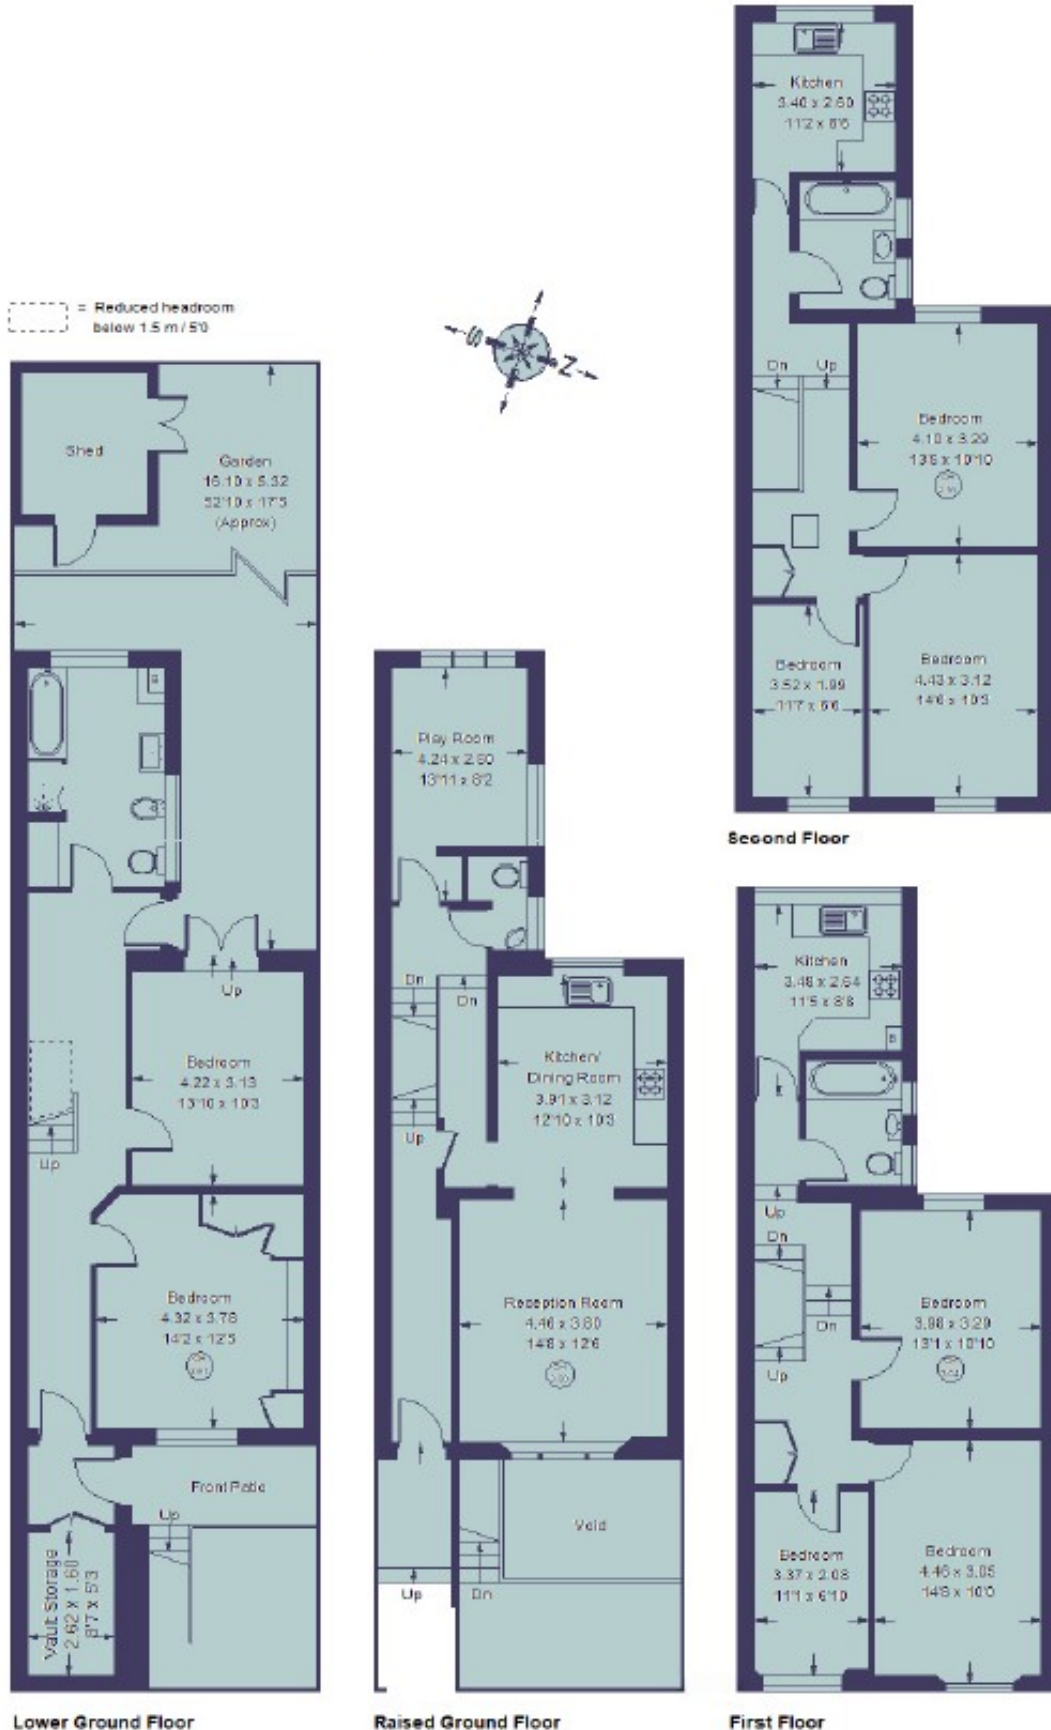 = Reduced headroom
below 1.5 m / 5'0
S
N
Shed
Garden
16.10 x 5.32
52'10 x 17'5
(Approx)
Up
Bedroom
4.22 x 3.13
13'10 x 10'3
Up
Bedroom
4.32 x 3.78
14'2 x 12'5
Front Patio
Up
Vault Storage
2.62 x 1.60
8'7 x 5'3
Lower Ground Floor
Play Room
4.24 x 2.50
13'11 x 8'2
Dn
Dn
Kitchen/
Dining Room
3.91 x 3.12
12'10 x 10'3
Up
Reception Room
4.46 x 3.80
14'8 x 12'6
Void
Up
Dn
Raised Ground Floor
Kitchen
3.40 x 2.60
11'2 x 8'6
Dn
Up
Bedroom
4.10 x 3.29
13'5 x 10'10
Bedroom
3.52 x 1.99
11'7 x 6'6
Bedroom
4.43 x 3.12
14'6 x 10'3
Second Floor
Kitchen
3.48 x 2.64
11'5 x 8'8
B
Up
Dn
Dn
Up
Bedroom
3.98 x 3.29
13'1 x 10'10
Bedroom
3.37 x 2.08
11'1 x 6'10
Bedroom
4.46 x 3.05
14'8 x 10'0
First Floor